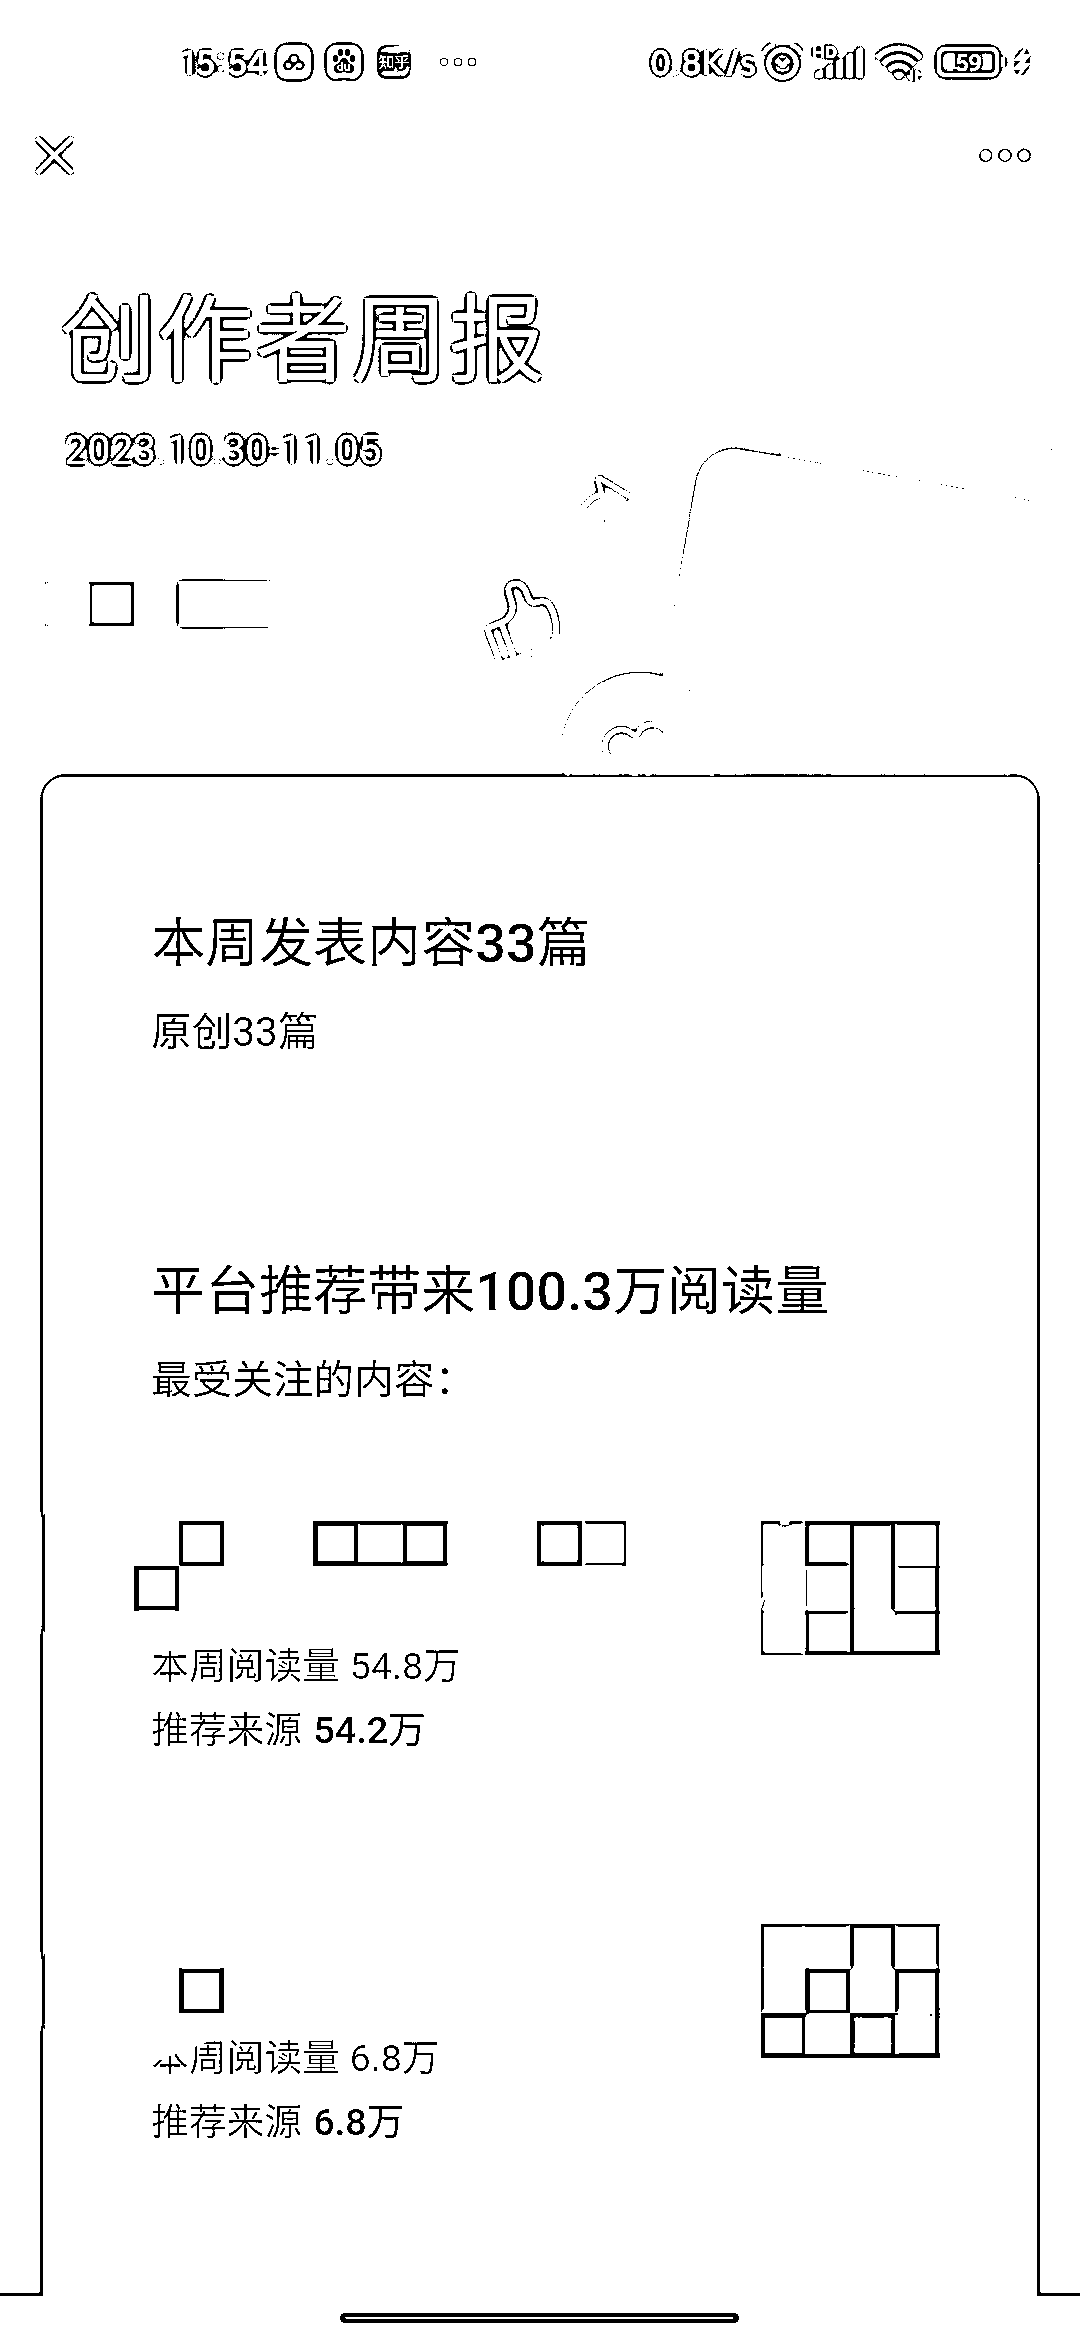 15:54 知乎 0.8K/s HD 59
创作者周报
2023.10.30-11.05
本周发表内容33篇
原创33篇
平台推荐带来100.3万阅读量
最受关注的内容：
本周阅读量 54.8万
推荐来源 54.2万
本周阅读量 6.8万
推荐来源 6.8万